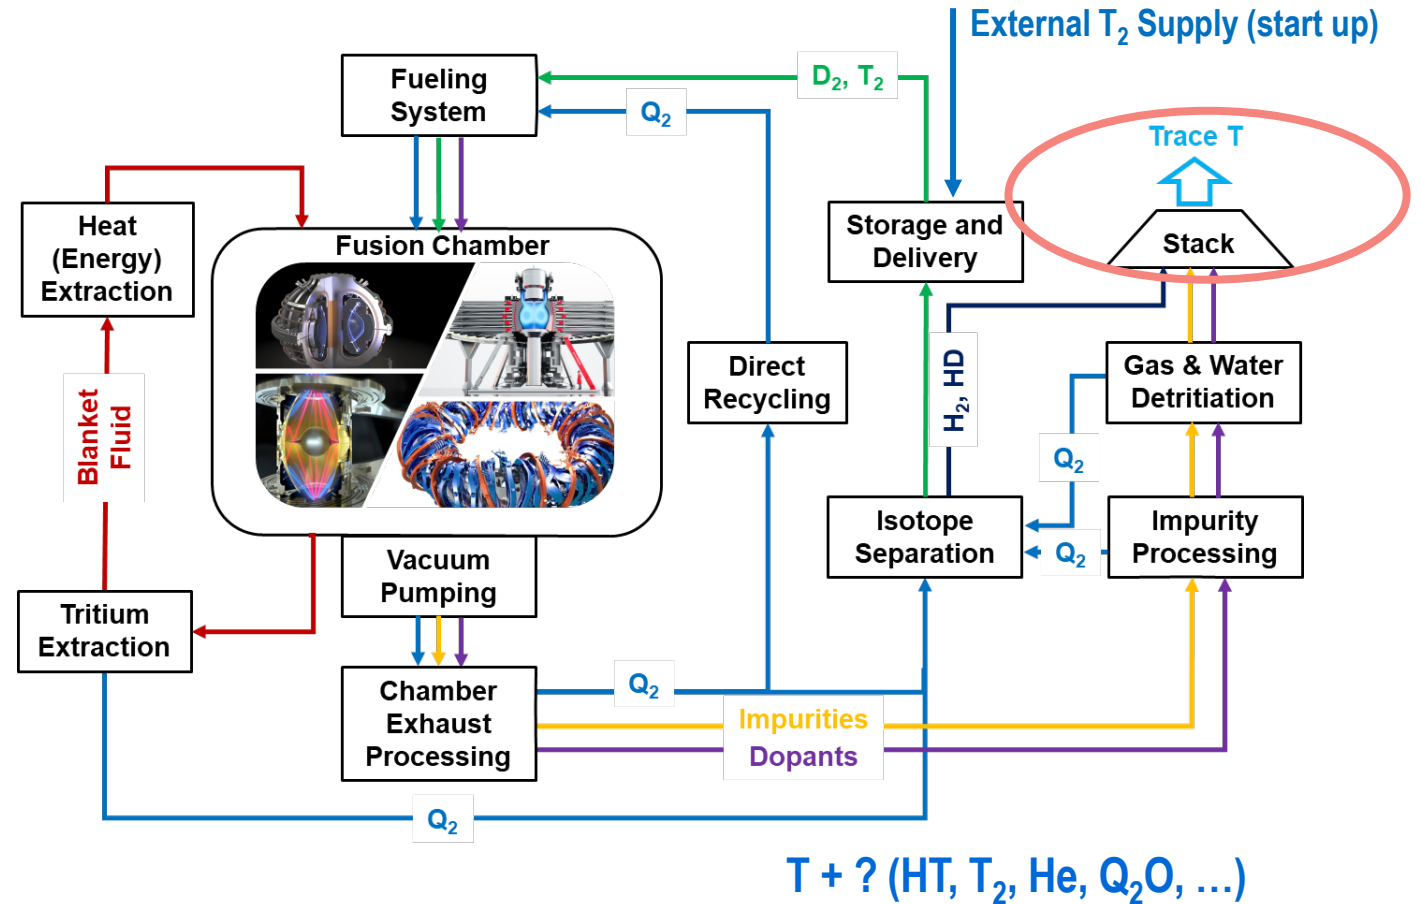 External T₂ Supply (start up)
Fueling
System
D₂, T₂
Q₂
Trace T
Heat
(Energy)
Extraction
Fusion Chamber
Storage and
Delivery
Stack
Blanket
Fluid
Direct
Recycling
H₂, HD
Gas & Water
Detritiation
Q₂
Isotope
Separation
Q₂
Impurity
Processing
Vacuum
Pumping
Tritium
Extraction
Chamber
Exhaust
Processing
Q₂
Impurities
Dopants
Q₂
T + ? (HT, T₂, He, Q₂O, …)